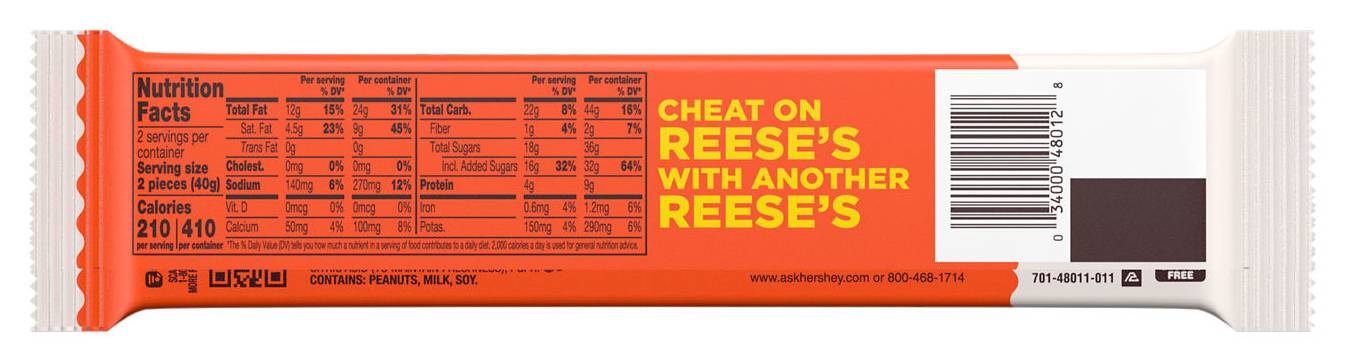 Nutrition
Facts
2 servings per
container
Serving size
2 pieces (40g)
Calories
210 410
per serving per container
Per serving Per container
% DV* % DV*
Total Fat 12g 15% 24g 31%
Sat. Fat 4.5g 23% 9g 45%
Trans Fat 0g 0g
Cholest. 0mg 0% 0mg 0%
Sodium 140mg 6% 270mg 12%
Vit. D 0mcg 0% 0mcg 0%
Calcium 50mg 4% 100mg 8%
Per serving Per container
% DV* % DV*
Total Carb. 22g 8% 44g 16%
Fiber 1g 4% 2g 7%
Total Sugars 18g 36g
Incl. Added Sugars 16g 32% 32g 64%
Protein 4g 9g
Iron 0.6mg 4% 1.2mg 6%
Potas. 150mg 4% 290mg 6%
*The % Daily Value (DV) tells you how much a nutrient in a serving of food contributes to a daily diet. 2,000 calories a day is used for general nutrition advice.
CONTAINS: PEANUTS, MILK, SOY.
CHEAT ON
REESE'S
WITH ANOTHER
REESE'S
www.askhershey.com or 800-468-1714
0 34000 48012 8
701-48011-011
FREE